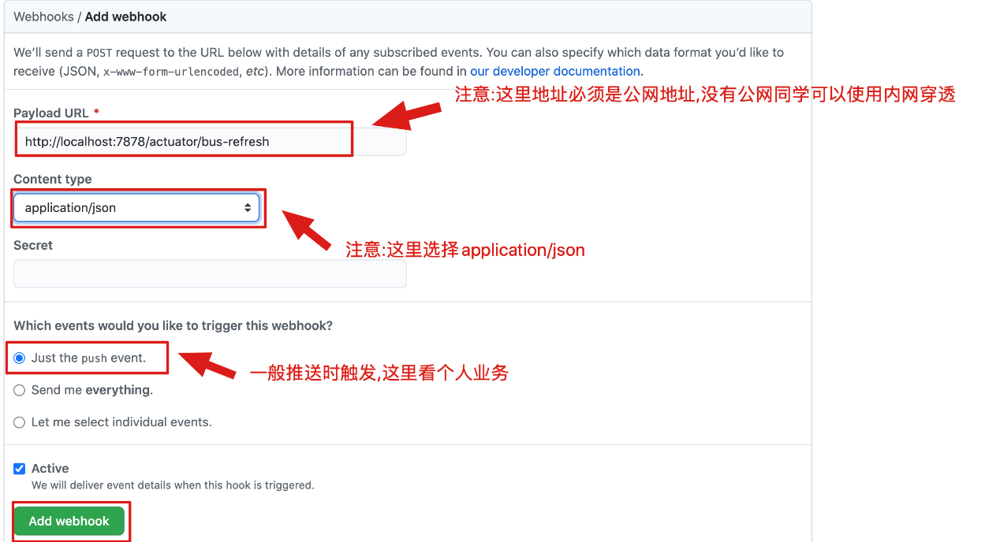 Webhooks / Add webhook
We’ll send a POST request to the URL below with details of any subscribed events. You can also specify which data format you’d like to
receive (JSON, x-www-form-urlencoded, etc). More information can be found in our developer documentation.
注意:这里地址必须是公网地址,没有公网同学可以使用内网穿透
Payload URL *
http://localhost:7878/actuator/bus-refresh
Content type
application/json
注意:这里选择application/json
Secret
Which events would you like to trigger this webhook?
Just the push event.
一般推送时触发,这里看个人业务
Send me everything.
Let me select individual events.
Active
We will deliver event details when this hook is triggered.
Add webhook